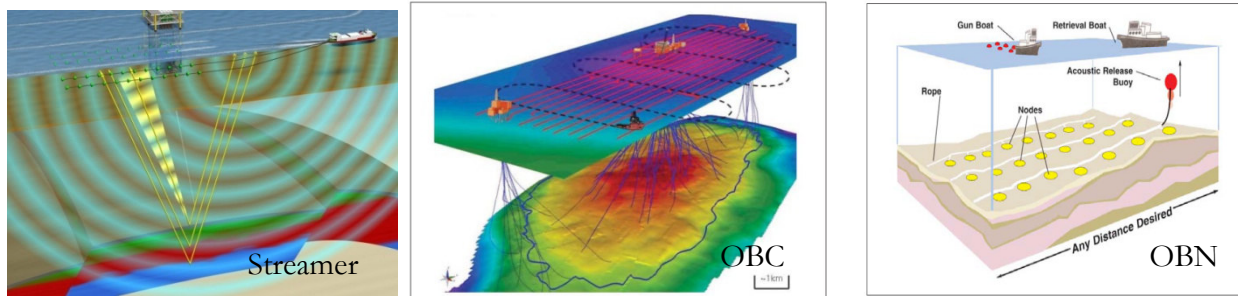 Streamer
OBC
≈1km
Gun Boat
Retrieval Boat
Acoustic Release
Buoy
Rope
Nodes
Any Distance Desired
OBN